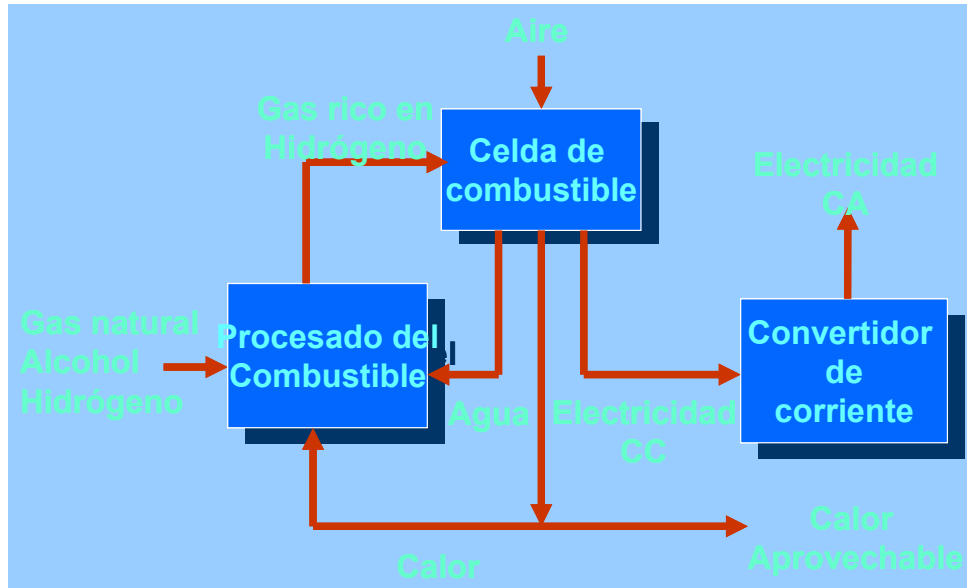 Aire
Gas rico en
Hidrógeno
Celda de
combustible
Electricidad
CA
Gas natural
Alcohol
Hidrógeno
Procesado del
Combustible
Convertidor
de
corriente
Agua
Electricidad
CC
Calor
Calor
Aprovechable